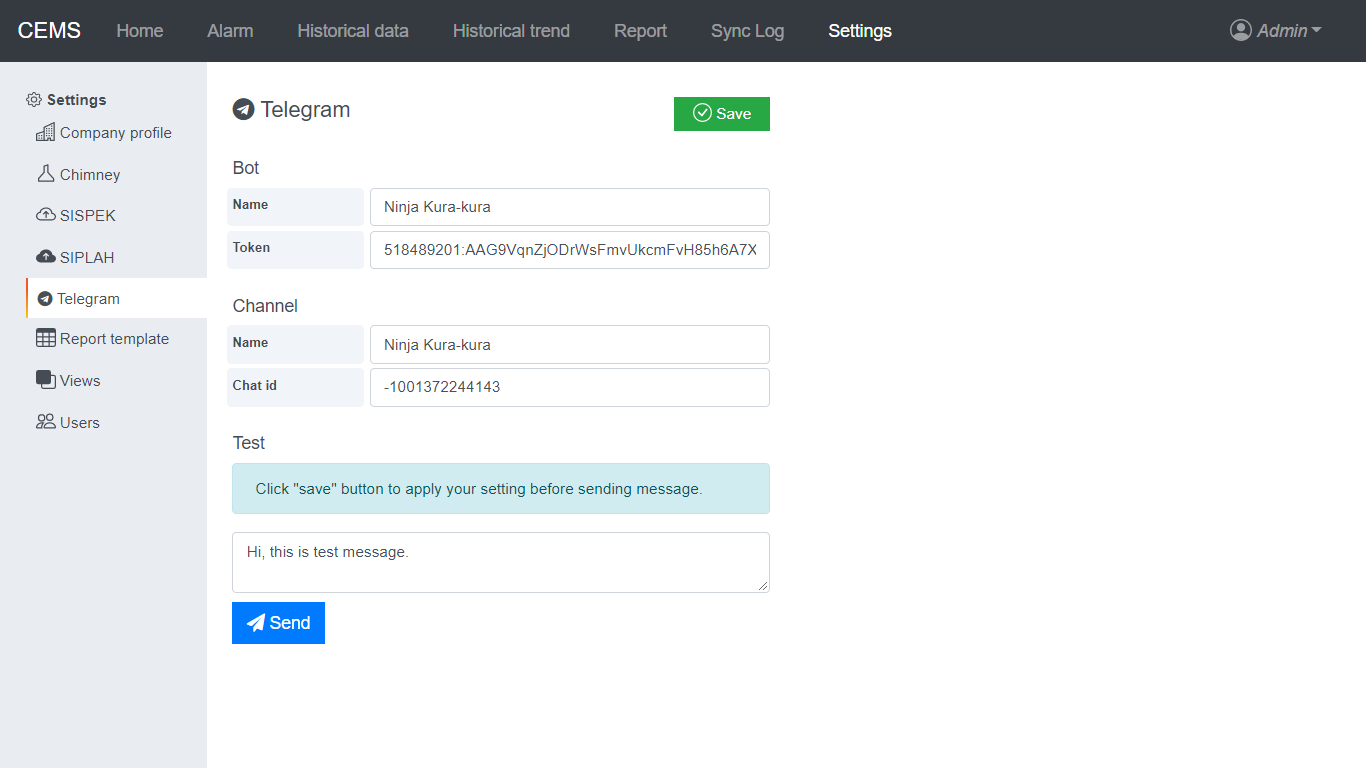 CEMS Home Alarm Historical data Historical trend Report Sync Log Settings Admin
Settings
Company profile
Chimney
SISPEK
SIPLAH
Telegram
Report template
Views
Users
Telegram
Save
Bot
Name Ninja Kura-kura
Token 518489201:AAG9VqnZjODrWsFmvUkcmFvH85h6A7X
Channel
Name Ninja Kura-kura
Chat id -1001372244143
Test
Click "save" button to apply your setting before sending message.
Hi, this is test message.
Send